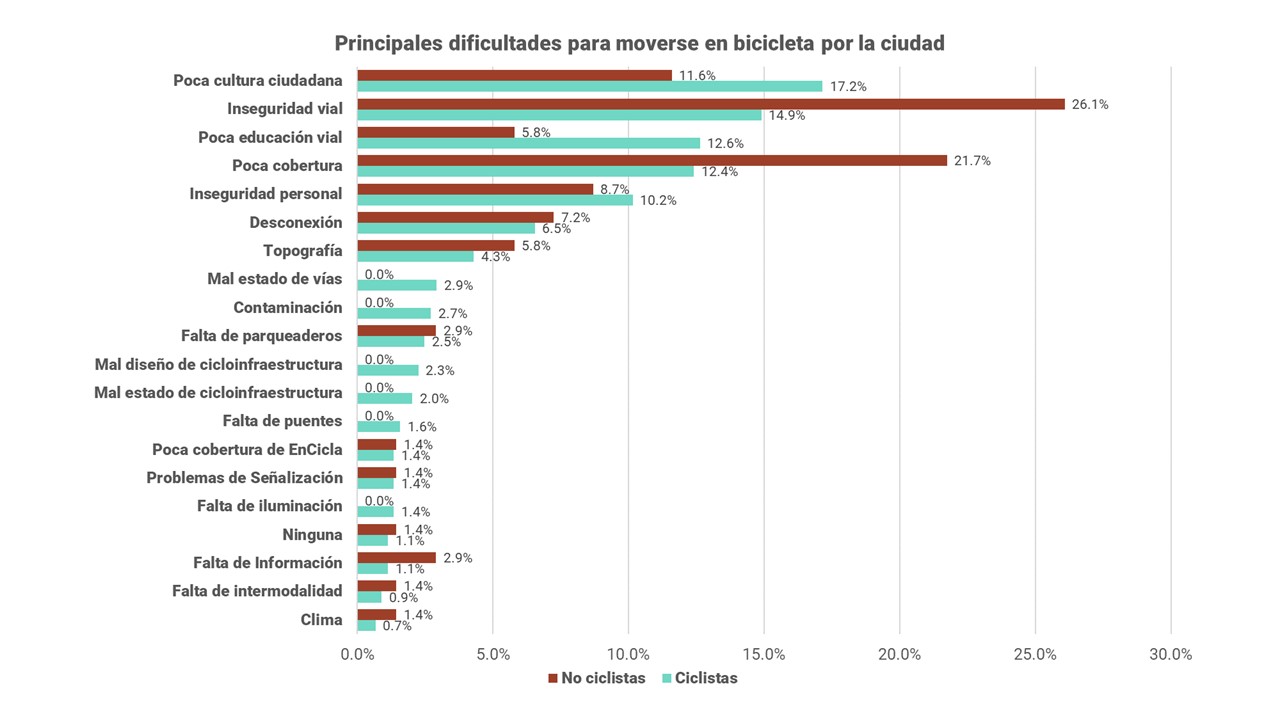 Principales dificultades para moverse en bicicleta por la ciudad
Poca cultura ciudadana 11.6% 17.2%
Inseguridad vial 26.1% 14.9%
Poca educación vial 5.8% 12.6%
Poca cobertura 21.7% 12.4%
Inseguridad personal 8.7% 10.2%
Desconexión 7.2% 6.5%
Topografía 5.8% 4.3%
Mal estado de vías 0.0% 2.9%
Contaminación 0.0% 2.7%
Falta de parqueaderos 2.9% 2.5%
Mal diseño de cicloinfraestructura 0.0% 2.3%
Mal estado de cicloinfraestructura 0.0% 2.0%
Falta de puentes 0.0% 1.6%
Poca cobertura de EnCicla 1.4% 1.4%
Problemas de Señalización 1.4% 1.4%
Falta de iluminación 0.0% 1.4%
Ninguna 1.4% 1.1%
Falta de Información 2.9% 1.1%
Falta de intermodalidad 1.4% 0.9%
Clima 1.4% 0.7%
0.0% 5.0% 10.0% 15.0% 20.0% 25.0% 30.0%
No ciclistas Ciclistas